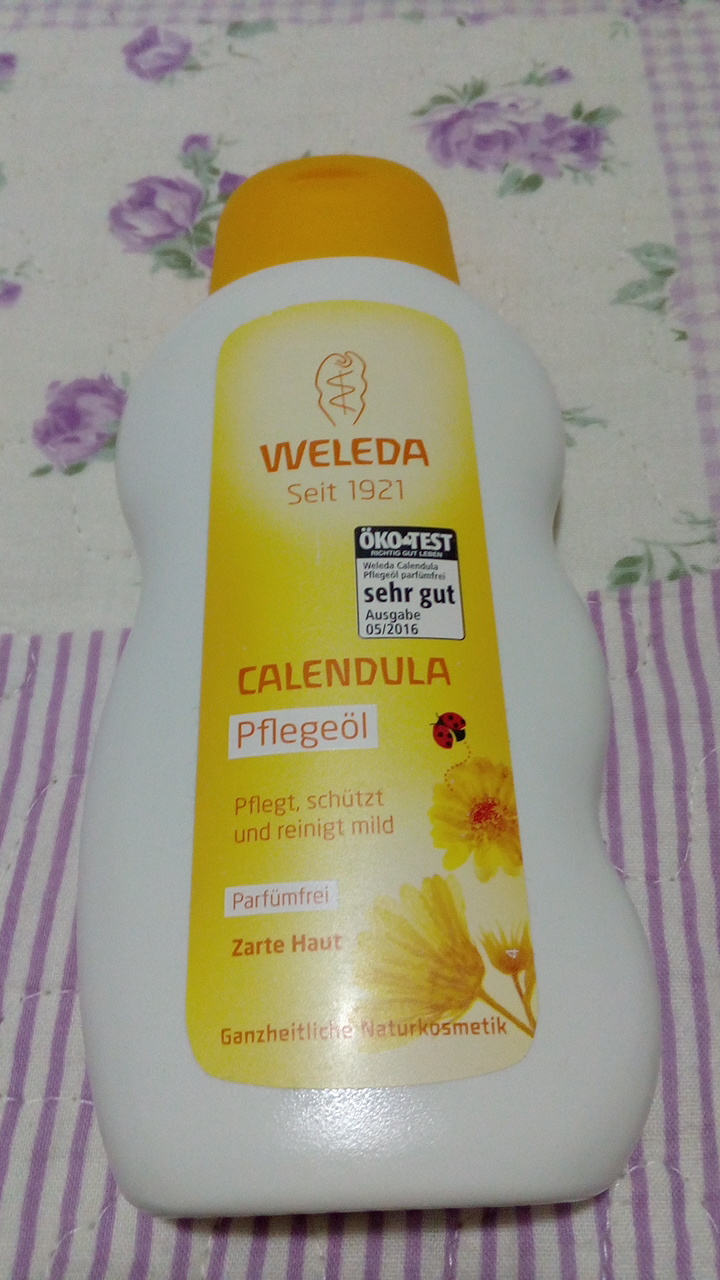 WELEDA
Seit 1921
ÖKO-TEST
RICHTIG GUT LEBEN
Weleda Calendula
Pflegeöl parfümfrei
sehr gut
Ausgabe
05/2016
CALENDULA
Pflegeöl
Pflegt, schützt
und reinigt mild
Parfümfrei
Zarte Haut
Ganzheitliche Naturkosmetik